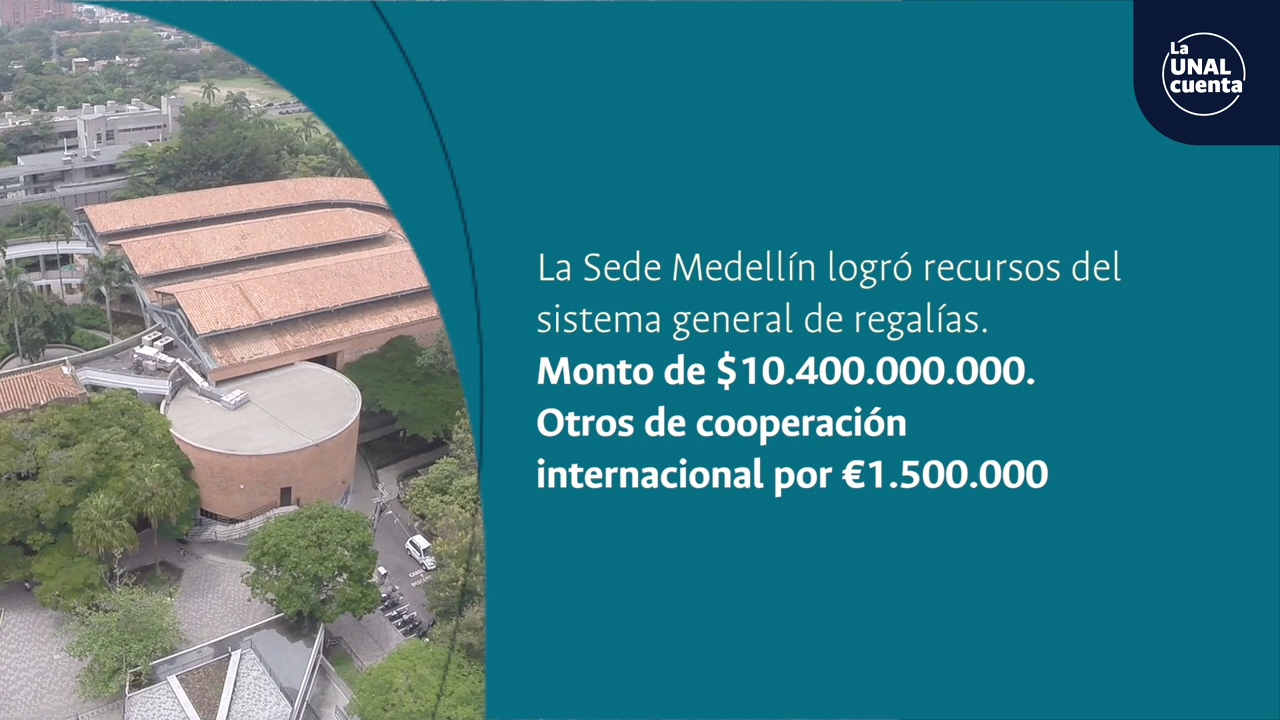 La
UNAL
cuenta
La Sede Medellín logró recursos del
sistema general de regalías.
Monto de $10.400.000.000.
Otros de cooperación
internacional por €1.500.000